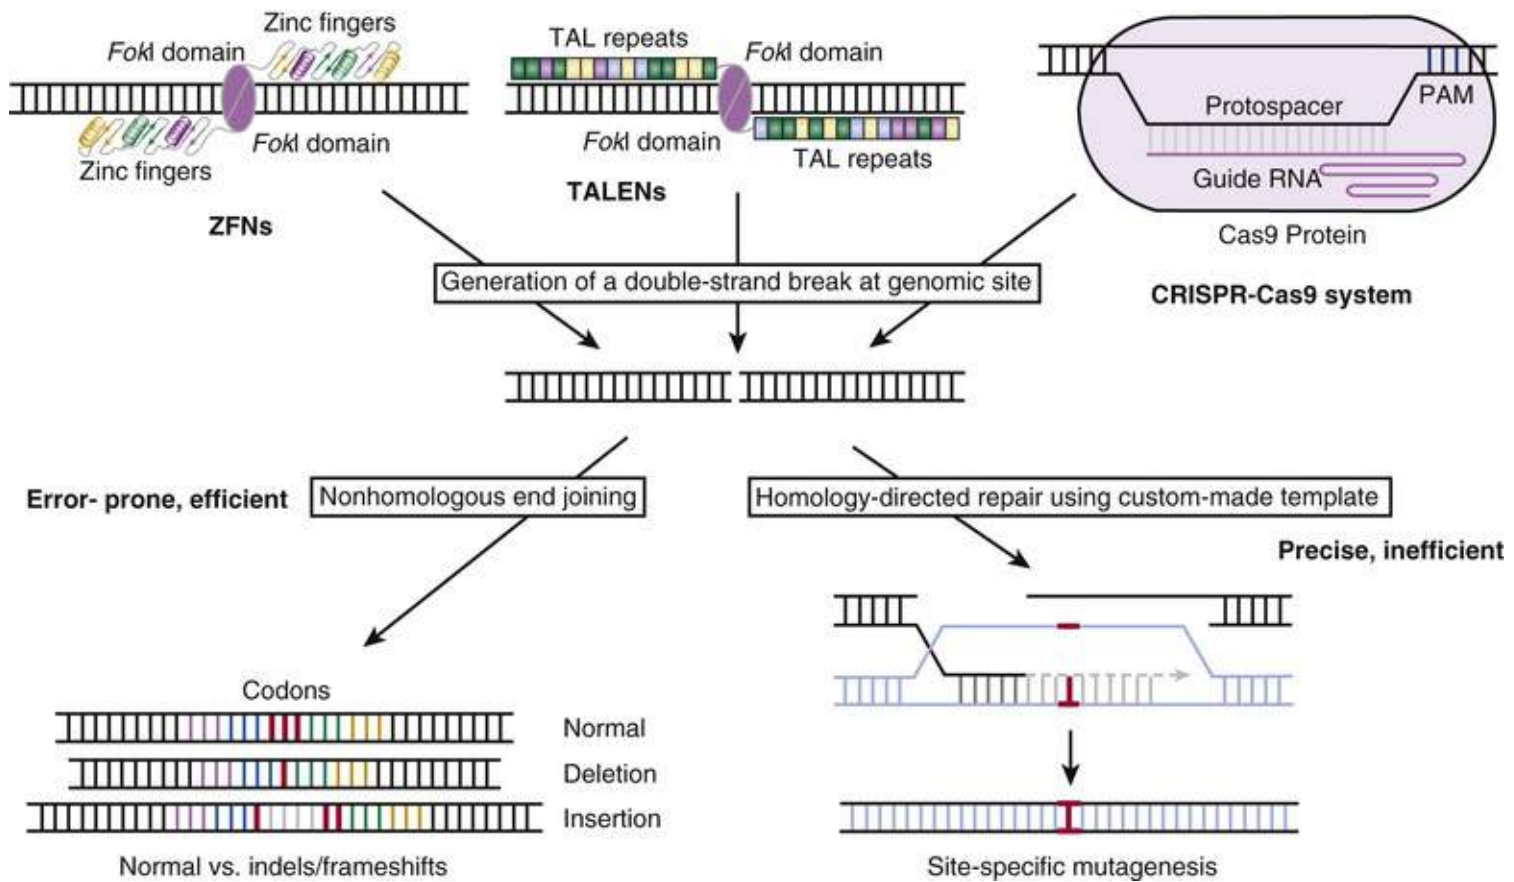 Zinc fingers
FokI domain
FokI domain
Zinc fingers
ZFNs
TAL repeats
FokI domain
FokI domain
TAL repeats
TALENs
Protospacer
PAM
Guide RNA
Cas9 Protein
CRISPR-Cas9 system
Generation of a double-strand break at genomic site
Error- prone, efficient
Nonhomologous end joining
Homology-directed repair using custom-made template
Precise, inefficient
Codons
Normal
Deletion
Insertion
Normal vs. indels/frameshifts
Site-specific mutagenesis